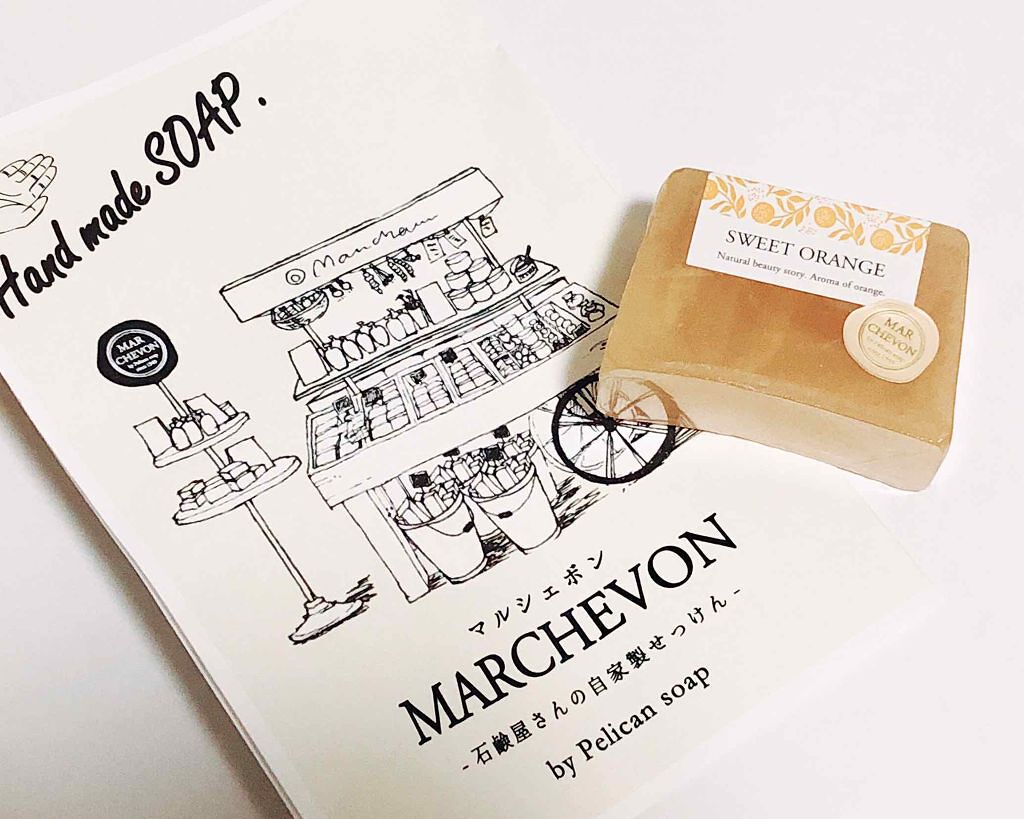 Hand made SOAP.
Marchevon
MAR
CHEVON
マルシェボン
MARCHEVON
-石鹸屋さんの自家製せっけん-
by Pelican soap
SWEET ORANGE
Natural beauty story. Aroma of orange.
MAR
CHEVON